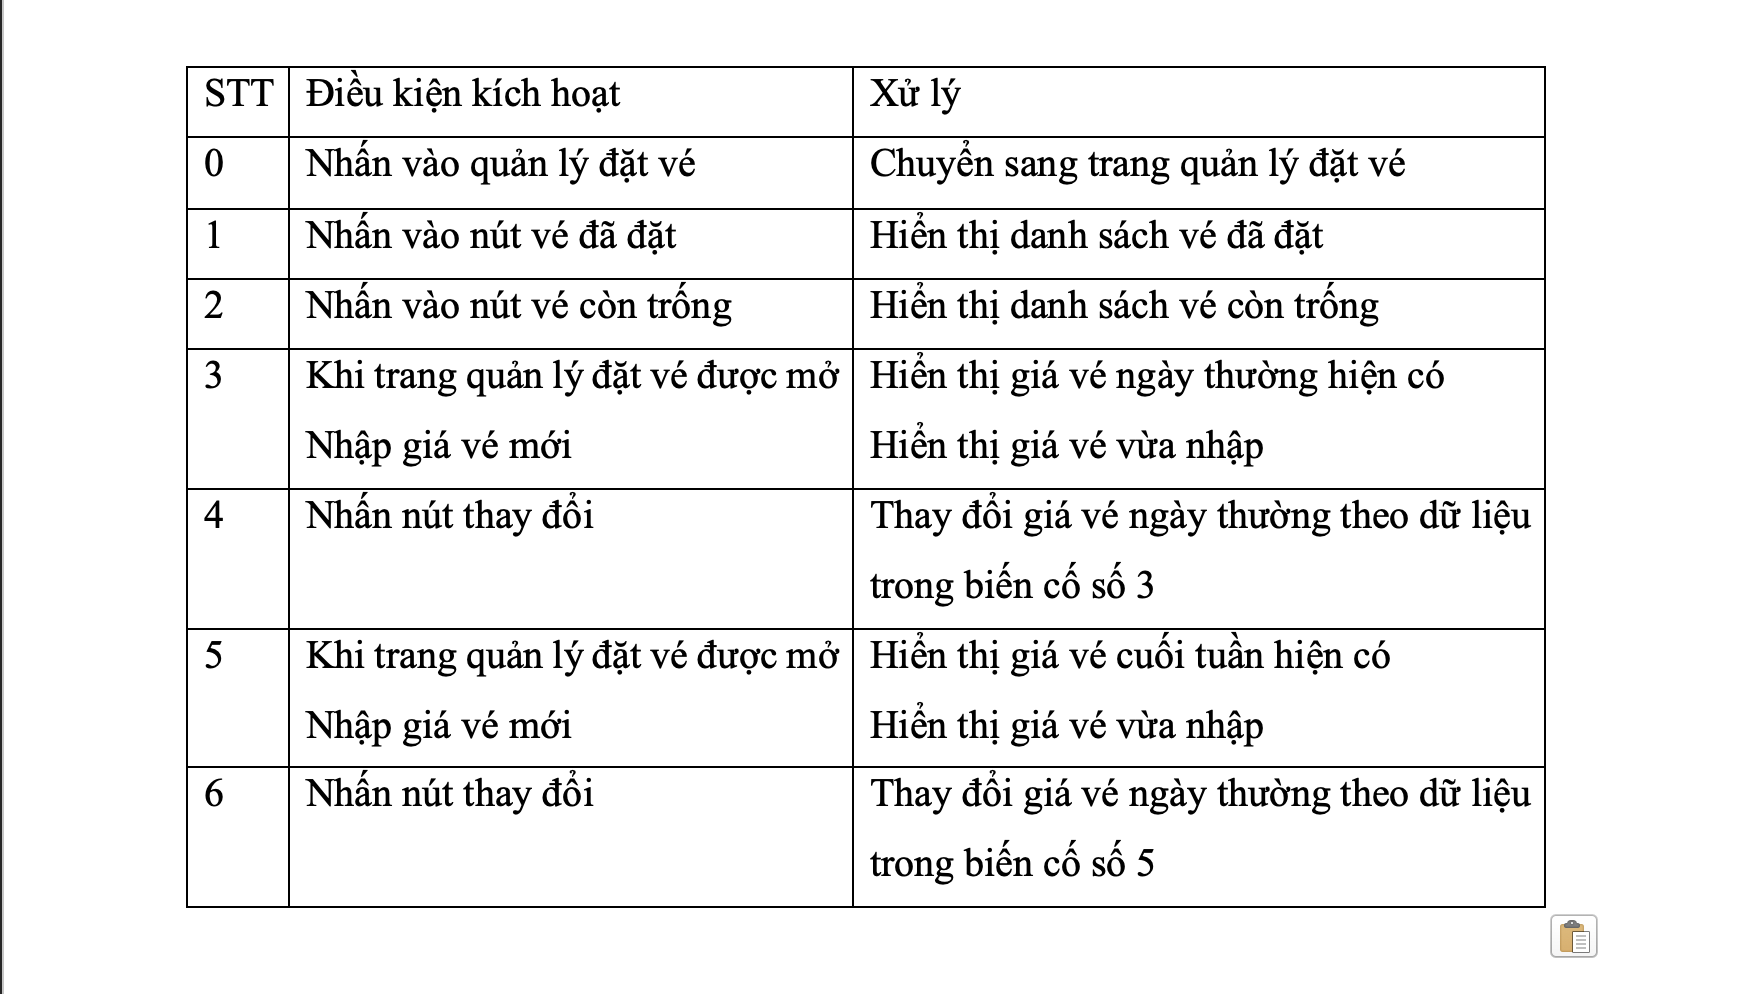 STT Điều kiện kích hoạt Xử lý
0 Nhấn vào quản lý đặt vé Chuyển sang trang quản lý đặt vé
1 Nhấn vào nút vé đã đặt Hiển thị danh sách vé đã đặt
2 Nhấn vào nút vé còn trống Hiển thị danh sách vé còn trống
3 Khi trang quản lý đặt vé được mở Hiển thị giá vé ngày thường hiện có
Nhập giá vé mới Hiển thị giá vé vừa nhập
4 Nhấn nút thay đổi Thay đổi giá vé ngày thường theo dữ liệu
trong biến cố số 3
5 Khi trang quản lý đặt vé được mở Hiển thị giá vé cuối tuần hiện có
Nhập giá vé mới Hiển thị giá vé vừa nhập
6 Nhấn nút thay đổi Thay đổi giá vé ngày thường theo dữ liệu
trong biến cố số 5